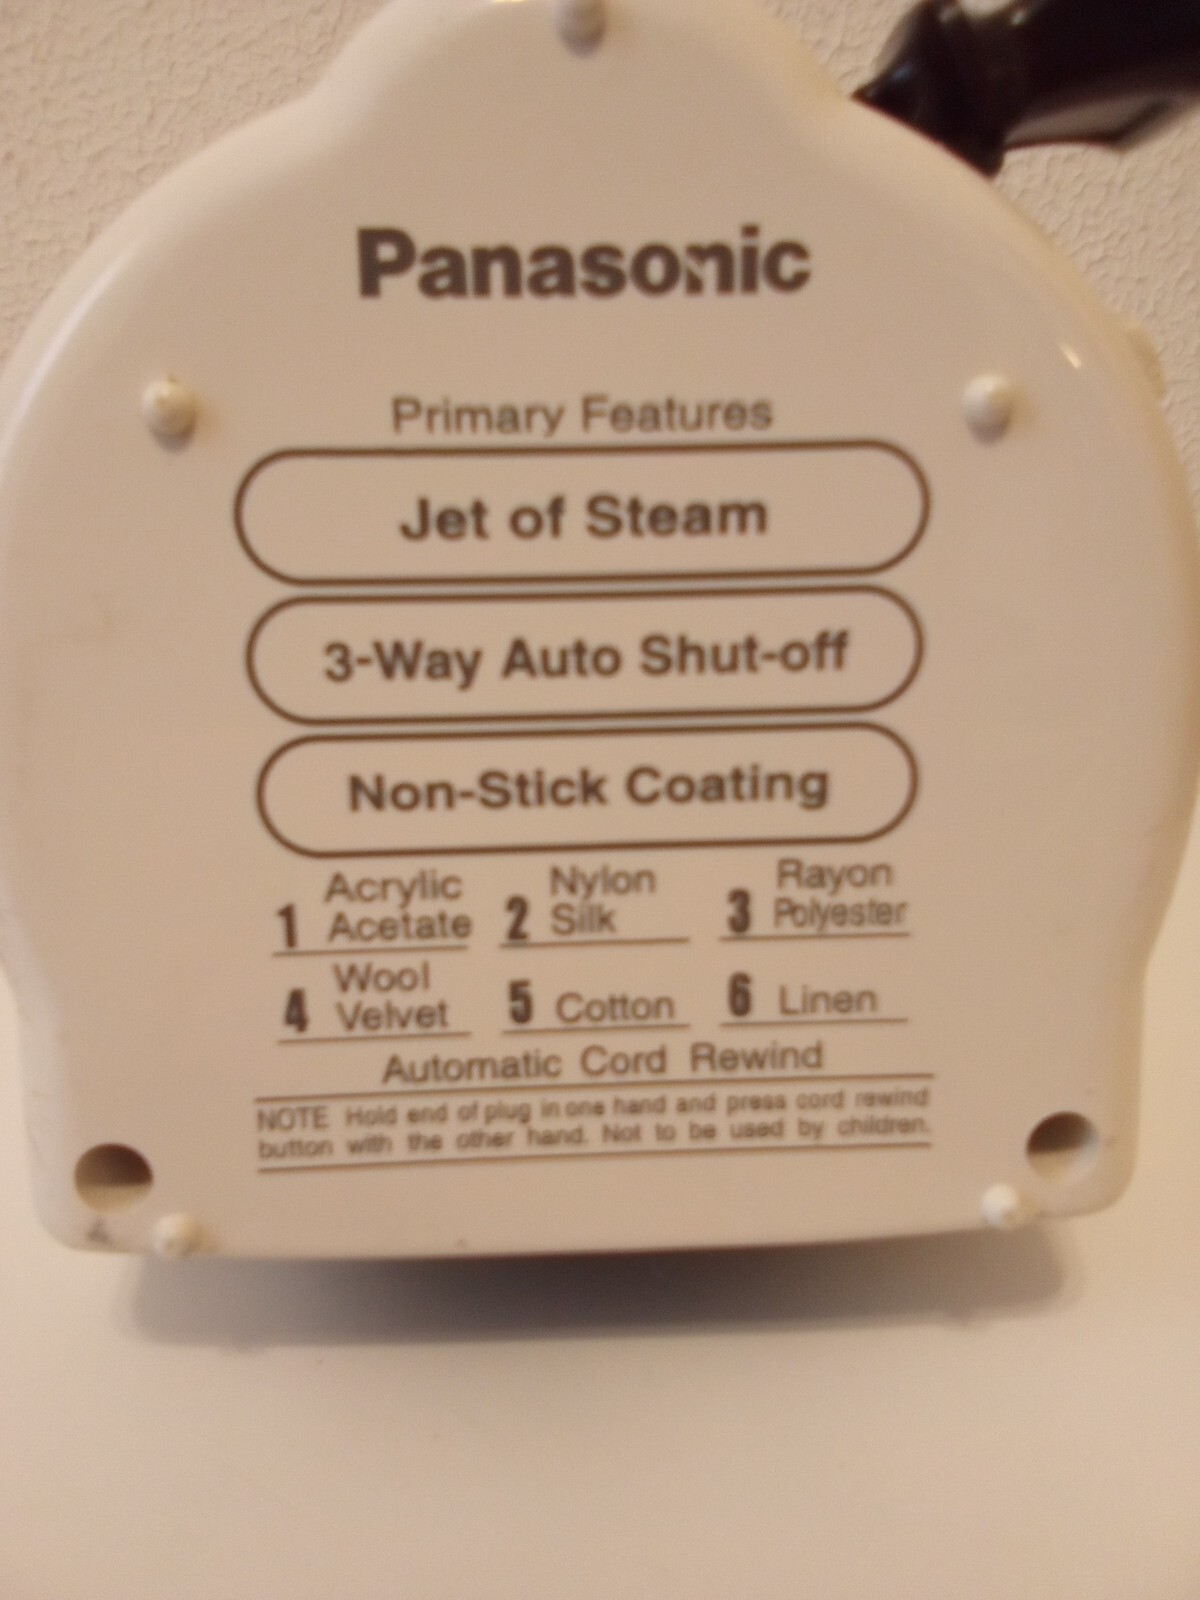 Panasonic
Primary Features
Jet of Steam
3-Way Auto Shut-off
Non-Stick Coating
1 Acrylic Acetate 2 Nylon Silk 3 Rayon Polyester
4 Wool Velvet 5 Cotton 6 Linen
Automatic Cord Rewind
NOTE Hold end of plug in one hand and press cord rewind
button with the other hand. Not to be used by children.